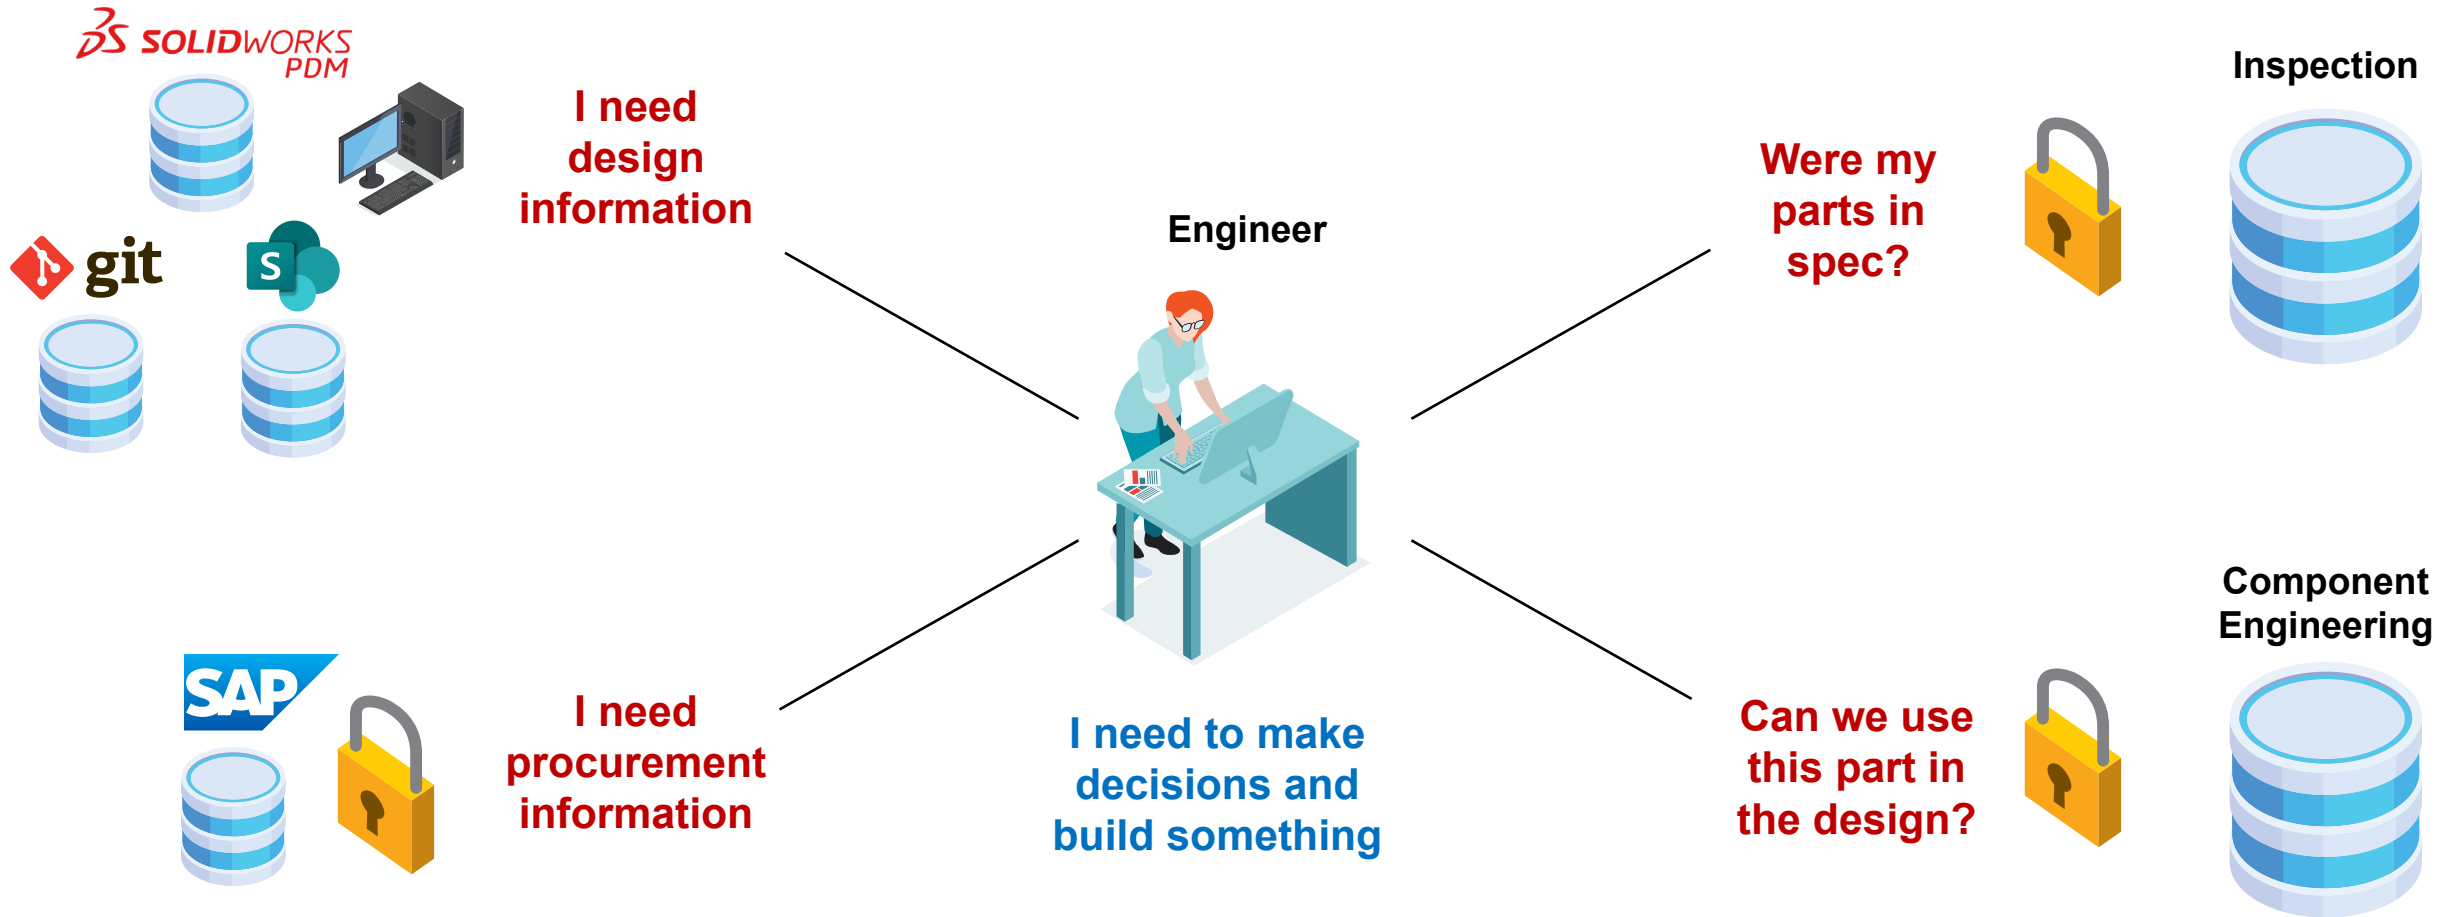 SOLIDWORKS
PDM
git
S
I need
design
information
Engineer
Were my
parts in
spec?
Inspection
SAP
I need
procurement
information
I need to make
decisions and
build something
Can we use
this part in
the design?
Component
Engineering